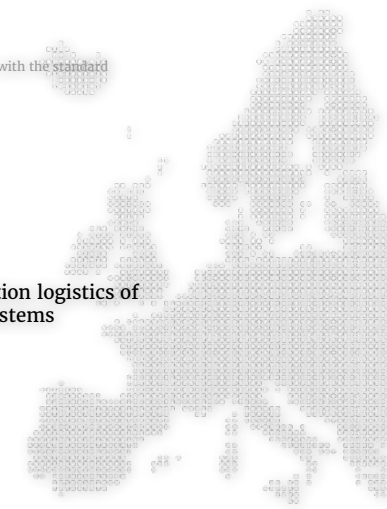 with the standard
tion logistics of
stems